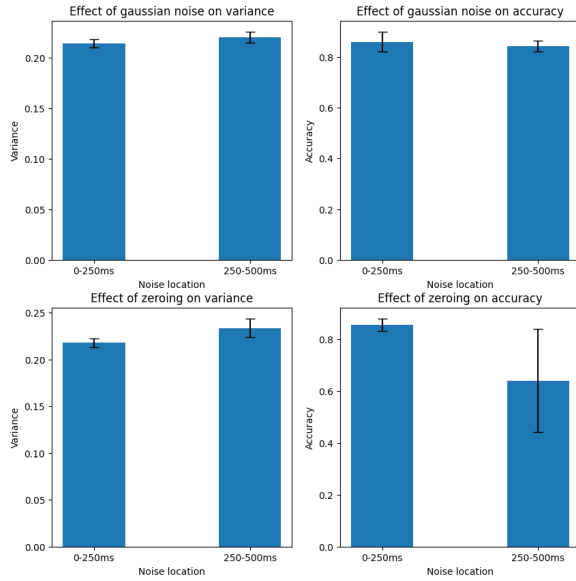 Effect of gaussian noise on variance
Variance
0.20
0.15
0.10
0.05
0.00
0-250ms 250-500ms
Noise location
Effect of gaussian noise on accuracy
Accuracy
0.8
0.6
0.4
0.2
0.0
0-250ms 250-500ms
Noise location
Effect of zeroing on variance
Variance
0.25
0.20
0.15
0.10
0.05
0.00
0-250ms 250-500ms
Noise location
Effect of zeroing on accuracy
Accuracy
0.8
0.6
0.4
0.2
0.0
0-250ms 250-500ms
Noise location